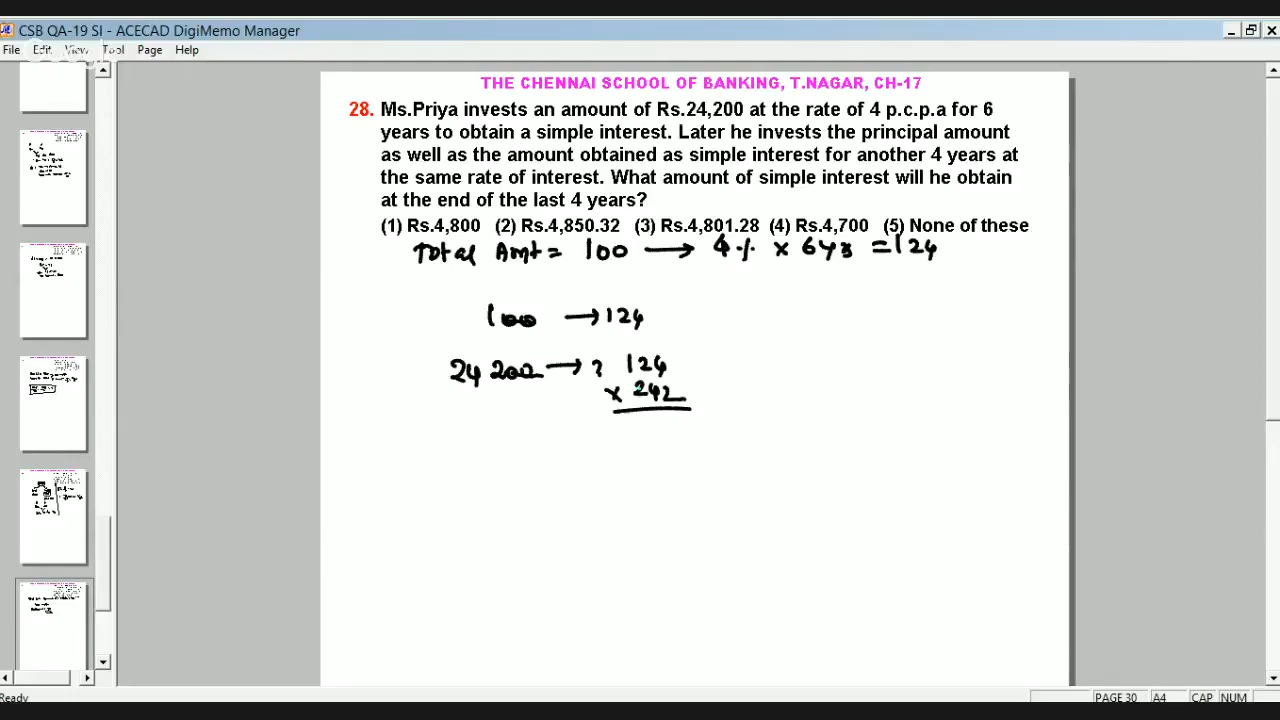 CSB QA-19 SI - ACECAD DigiMemo Manager
File Edit View Tool Page Help
THE CHENNAI SCHOOL OF BANKING, T.NAGAR, CH-17
28. Ms.Priya invests an amount of Rs.24,200 at the rate of 4 p.c.p.a for 6
years to obtain a simple interest. Later he invests the principal amount
as well as the amount obtained as simple interest for another 4 years at
the same rate of interest. What amount of simple interest will he obtain
at the end of the last 4 years?
(1) Rs.4,800 (2) Rs.4,850.32 (3) Rs.4,801.28 (4) Rs.4,700 (5) None of these
Total Amt = 100 → 4 % x 6 y3 = 124
100 → 124
24 200 → ? 124
x 242
Ready PAGE 30 A4 CAP NUM